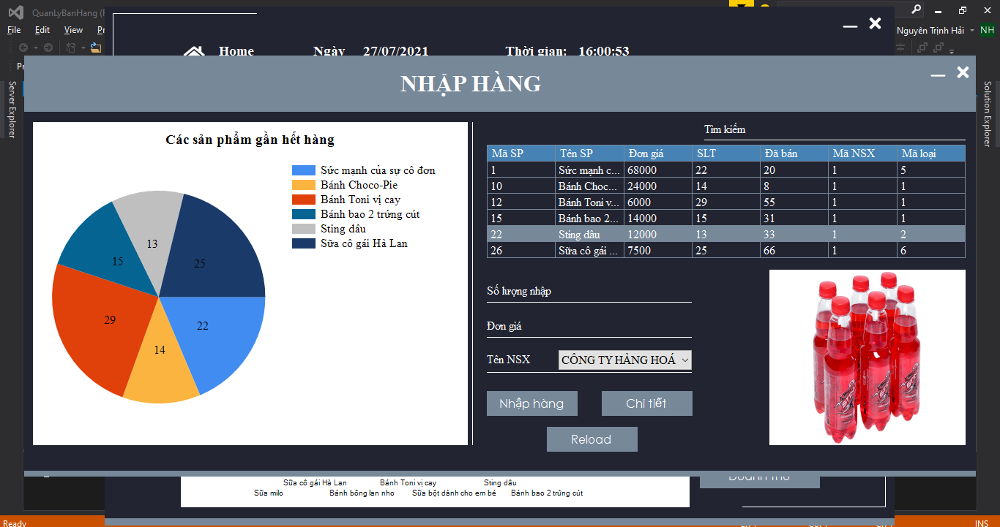 QuanLyBanHang (
File Edit View
Nguyên Trịnh Hải NH
Home Ngày 27/07/2021 Thời gian: 16:00:53
Server Explorer
Solution Explorer
NHẬP HÀNG
Các sản phẩm gần hết hàng
Sức mạnh của sự cô đơn
Bánh Choco-Pie
Bánh Toni vị cay
Bánh bao 2 trứng cút
Sting dâu
Sữa cô gái Hà Lan
13
15
25
29
22
14
Tìm kiếm
Mã SP Tên SP Đơn giá SLT Đã bán Mã NSX Mã loại
1 Sức mạnh c... 68000 22 20 1 5
10 Bánh Choc... 24000 14 8 1 1
12 Bánh Toni v... 6000 29 55 1 1
15 Bánh bao 2... 14000 15 31 1 1
22 Sting dâu 12000 13 33 1 2
26 Sữa cô gái ... 7500 25 66 1 6
Số lượng nhập
Đơn giá
Tên NSX CÔNG TY HÀNG HOÁ
Nhập hàng Chi tiết
Reload
Sữa cô gái Hà Lan Bánh Toni vị cay Sting dâu
Sữa milo Bánh bông lan nho Sữa bột dành cho em bé Bánh bao 2 trứng cút
Ready INS